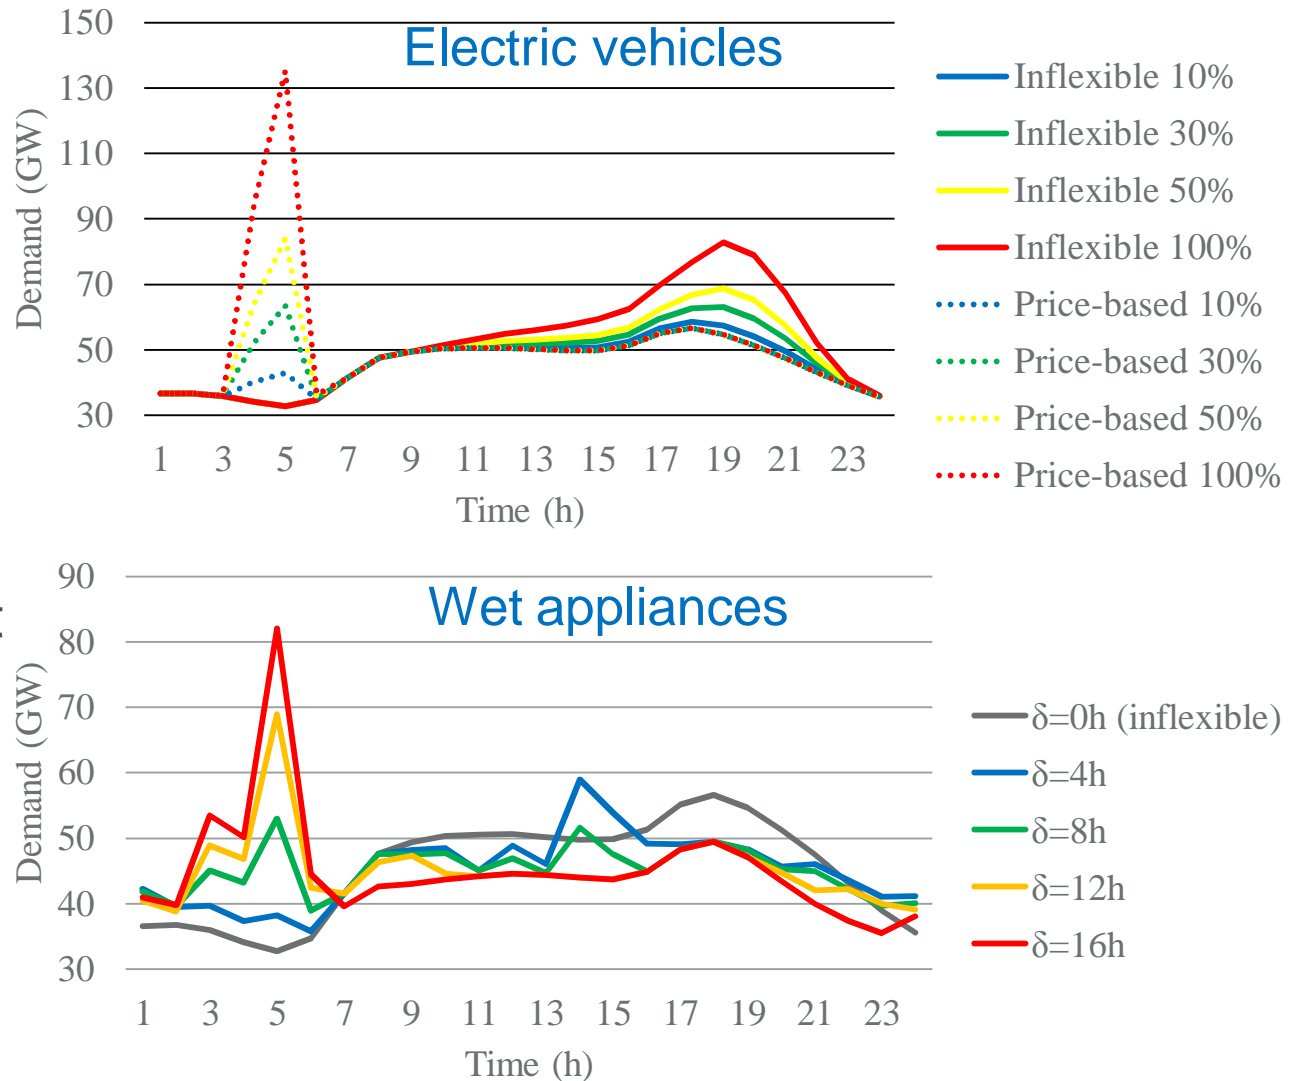 Electric vehicles
150
130
110
90
70
50
30
Demand (GW)
1 3 5 7 9 11 13 15 17 19 21 23
Time (h)
Inflexible 10%
Inflexible 30%
Inflexible 50%
Inflexible 100%
Price-based 10%
Price-based 30%
Price-based 50%
Price-based 100%
Wet appliances
90
80
70
60
50
40
30
Demand (GW)
1 3 5 7 9 11 13 15 17 19 21 23
Time (h)
δ=0h (inflexible)
δ=4h
δ=8h
δ=12h
δ=16h